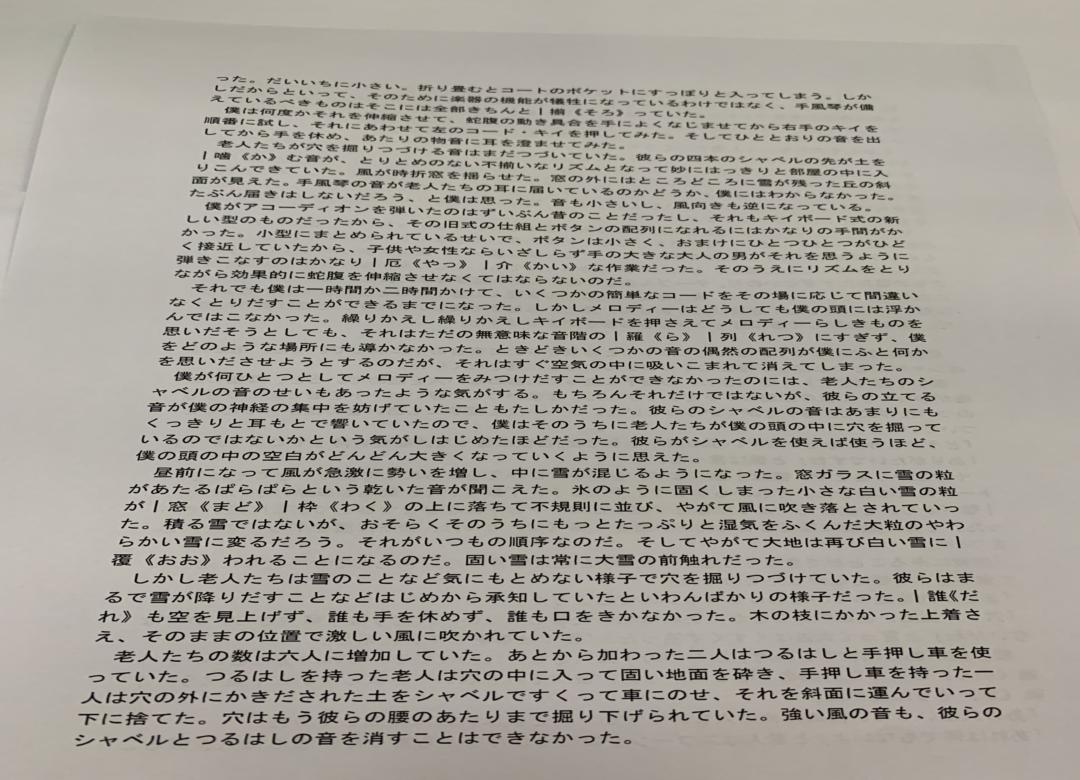 った。だいいちに小さい。折り畳むとコートのポケットにすっぽりと入ってしまう。しか
しだからといって、そのために楽器の機能が犠牲になっているわけではなく、手風琴が備
えているべきものはそこには全部きちんと|揃《そろ》っていた。
僕は何度かそれを伸縮させて、蛇腹の動き具合を手によくなじませてから右手のキイを
順番に試し、それにあわせて左のコード・キイを押してみた。そしてひととおりの音を出
してから手を休め、あたりの物音に耳を澄ませてみた。
老人たちが穴を掘りつづける音はまだつづいていた。彼らの四本のシャベルの先が土を
|噛《か》む音が、とりとめのない不揃いなリズムとなって妙にはっきりと部屋の中に入
りこんできていた。風が時折窓を揺らせた。窓の外にはところどころに雪が残った丘の斜
面が見えた。手風琴の音が老人たちの耳に届いているのかどうか、僕にはわからなかった。
たぶん届きはしないだろう、と僕は思った。音も小さいし、風向きも逆になっている。
僕がアコーディオンを弾いたのはずいぶん昔のことだったし、それもキイボード式の新
しい型のものだったから、その旧式の仕組とボタンの配列になれるにはかなりの手間がか
かった。小型にまとめられているせいで、ボタンは小さく、おまけにひとつひとつがひど
く接近していたから、子供や女性ならいざしらず手の大きな大人の男がそれを思うように
弾きこなすのはかなり|厄《やっ》|介《かい》な作業だった。そのうえにリズムをとり
ながら効果的に蛇腹を伸縮させなくてはならないのだ。
それでも僕は一時間か二時間かけて、いくつかの簡単なコードをその場に応じて間違い
なくとりだすことができるまでになった。しかしメロディーはどうしても僕の頭には浮か
んではこなかった。繰りかえし繰りかえしキイボードを押さえてメロディーらしきものを
思いだそうとしても、それはただの無意味な音階の|羅《ら》|列《れつ》にすぎず、僕
をどのような場所にも導かなかった。ときどきいくつかの音の偶然の配列が僕にふと何か
を思いださせようとするのだが、それはすぐ空気の中に吸いこまれて消えてしまった。
僕が何ひとつとしてメロディーをみつけだすことができなかったのには、老人たちのシ
ャベルの音のせいもあったような気がする。もちろんそれだけではないが、彼らの立てる
音が僕の神経の集中を妨げていたこともたしかだった。彼らのシャベルの音はあまりにも
くっきりと耳もとで響いていたので、僕はそのうちに老人たちが僕の頭の中に穴を掘って
いるのではないかという気がしはじめたほどだった。彼らがシャベルを使えば使うほど、
僕の頭の中の空白がどんどん大きくなっていくように思えた。
昼前になって風が急激に勢いを増し、中に雪が混じるようになった。窓ガラスに雪の粒
があたるぱらぱらという乾いた音が聞こえた。氷のように固くしまった小さな白い雪の粒
が|窓《まど》|枠《わく》の上に落ちて不規則に並び、やがて風に吹き落とされていっ
た。積る雪ではないが、おそらくそのうちにもっとたっぷりと湿気をふくんだ大粒のやわ
らかい雪に変るだろう。それがいつもの順序なのだ。そしてやがて大地は再び白い雪に|
覆《おお》われることになるのだ。固い雪は常に大雪の前触れだった。
しかし老人たちは雪のことなど気にもとめない様子で穴を掘りつづけていた。彼らはま
るで雪が降りだすことなどはじめから承知していたといわんばかりの様子だった。|誰《だ
れ》も空を見上げず、誰も手を休めず、誰も口をきかなかった。木の枝にかかった上着さ
え、そのままの位置で激しい風に吹かれていた。
老人たちの数は六人に増加していた。あとから加わった二人はつるはしと手押し車を使
っていた。つるはしを持った老人は穴の中に入って固い地面を砕き、手押し車を持った一
人は穴の外にかきだされた土をシャベルですくって車にのせ、それを斜面に運んでいって
下に捨てた。穴はもう彼らの腰のあたりまで掘り下げられていた。強い風の音も、彼らの
シャベルとつるはしの音を消すことはできなかった。